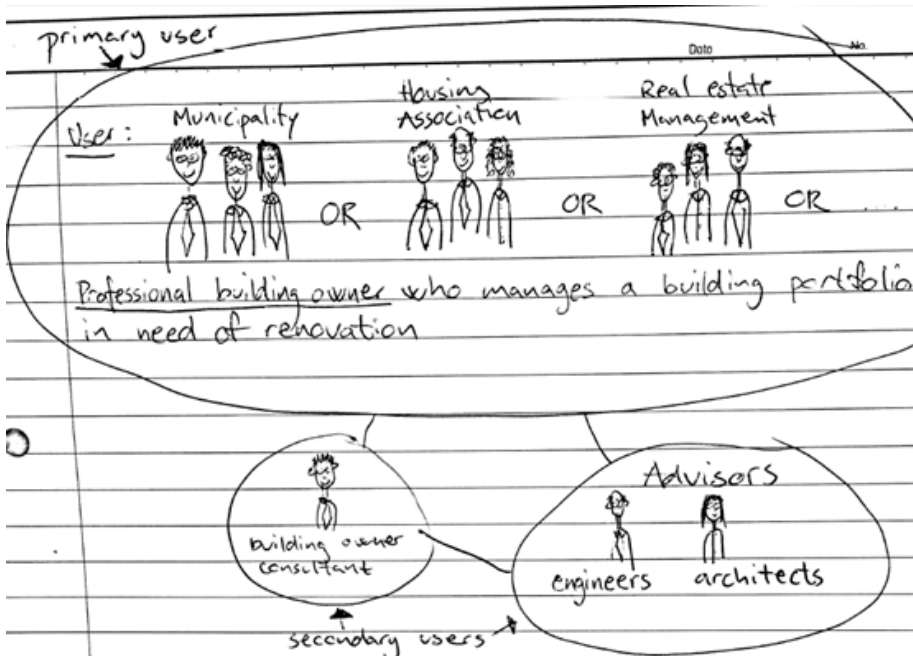 primary user
Date
No.
Housing
Real estate
Municipality
Association
Management
User:
OR
OR
OR ....
Professional building owner who manages a building portfolio
in need of renovation
Advisors
building owner
consultant
engineers
architects
secondary users